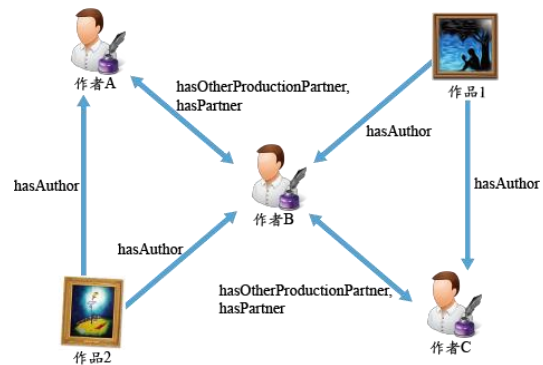 作者A
hasOtherProductionPartner,
hasPartner
作品1
hasAuthor
hasAuthor
hasAuthor
作者B
hasAuthor
hasOtherProductionPartner,
hasPartner
作品2
作者C